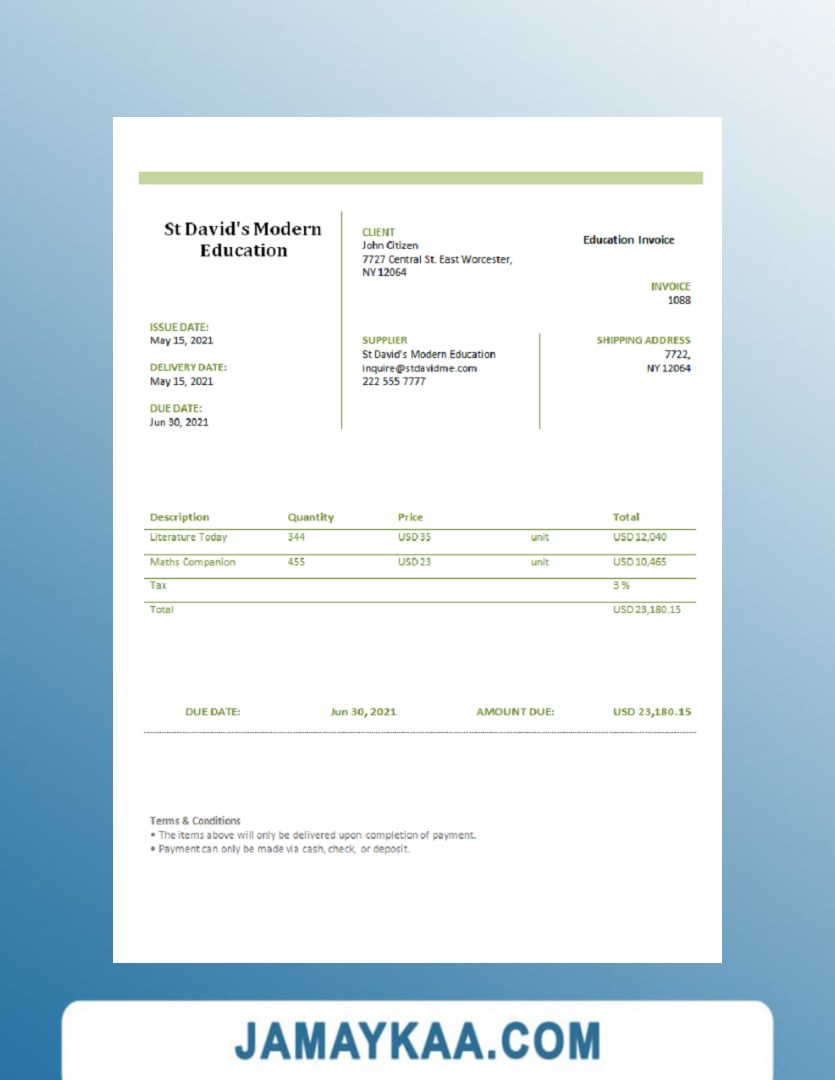 St David's Modern
Education
CLIENT
John Citizen
7727 Central St. East Worcester,
NY 12064
Education Invoice
INVOICE
1088
ISSUE DATE:
May 15, 2021
DELIVERY DATE:
May 15, 2021
DUE DATE:
Jun 30, 2021
SUPPLIER
St David's Modern Education
inquire@stdavidme.com
222 555 7777
SHIPPING ADDRESS
7722,
NY 12064
Description Quantity Price Total
Literature Today 344 USD 35 unit USD 12,040
Maths Companion 455 USD 23 unit USD 10,465
Tax 3 %
Total USD 23,180.15
DUE DATE: Jun 30, 2021 AMOUNT DUE: USD 23,180.15
Terms & Conditions
• The items above will only be delivered upon completion of payment.
• Payment can only be made via cash, check, or deposit.
JAMAYKAA.COM